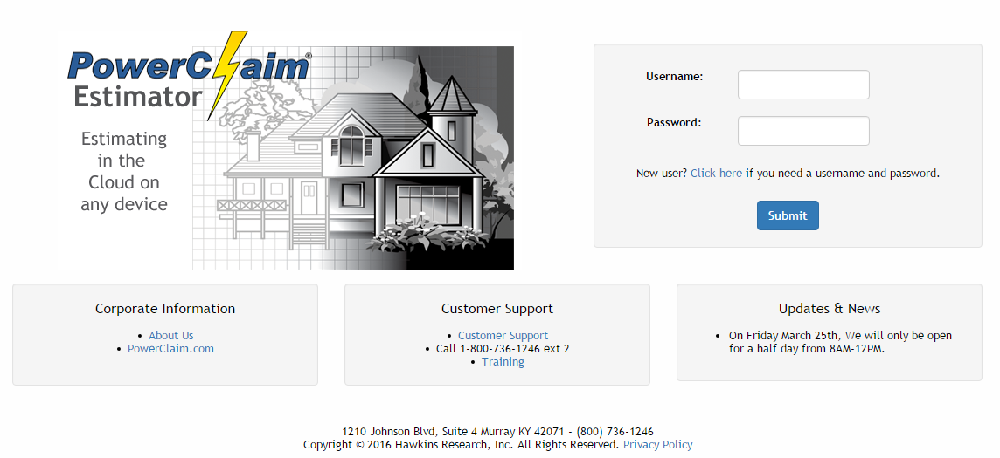 PowerClaim®
Estimator
Estimating
in the
Cloud on
any device
Username:
Password:
New user? Click here if you need a username and password.
Submit
Corporate Information
• About Us
• PowerClaim.com
Customer Support
• Customer Support
• Call 1-800-736-1246 ext 2
• Training
Updates & News
• On Friday March 25th, We will only be open
for a half day from 8AM-12PM.
1210 Johnson Blvd, Suite 4 Murray KY 42071 - (800) 736-1246
Copyright © 2016 Hawkins Research, Inc. All Rights Reserved. Privacy Policy